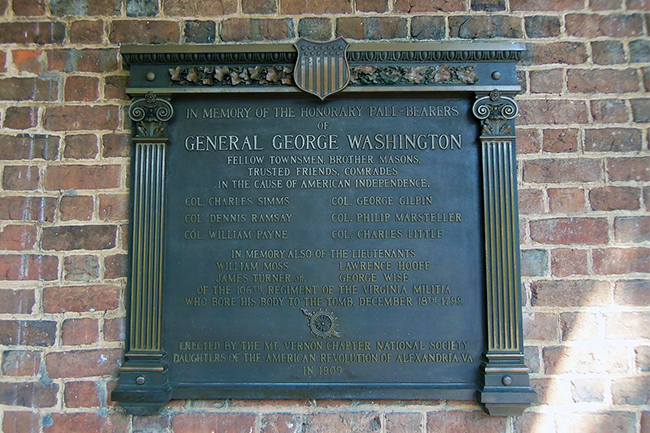 IN MEMORY OF THE HONORARY PALL-BEARERS
OF
GENERAL GEORGE WASHINGTON
FELLOW TOWNSMEN, BROTHER MASONS,
TRUSTED FRIENDS, COMRADES
IN THE CAUSE OF AMERICAN INDEPENDENCE.
COL. CHARLES SIMMS COL. GEORGE GILPIN
COL. DENNIS RAMSAY COL. PHILIP MARSTELLER
COL. WILLIAM PAYNE COL. CHARLES LITTLE
IN MEMORY ALSO OF THE LIEUTENANTS
WILLIAM MOSS LAWRENCE HOOFF
JAMES TURNER JR. GEORGE WISE
OF THE 106TH REGIMENT OF THE VIRGINIA MILITIA
WHO BORE HIS BODY TO THE TOMB, DECEMBER 18TH 1799.
ERECTED BY THE MT. VERNON CHAPTER NATIONAL SOCIETY
DAUGHTERS OF THE AMERICAN REVOLUTION OF ALEXANDRIA, VA.
IN 1909